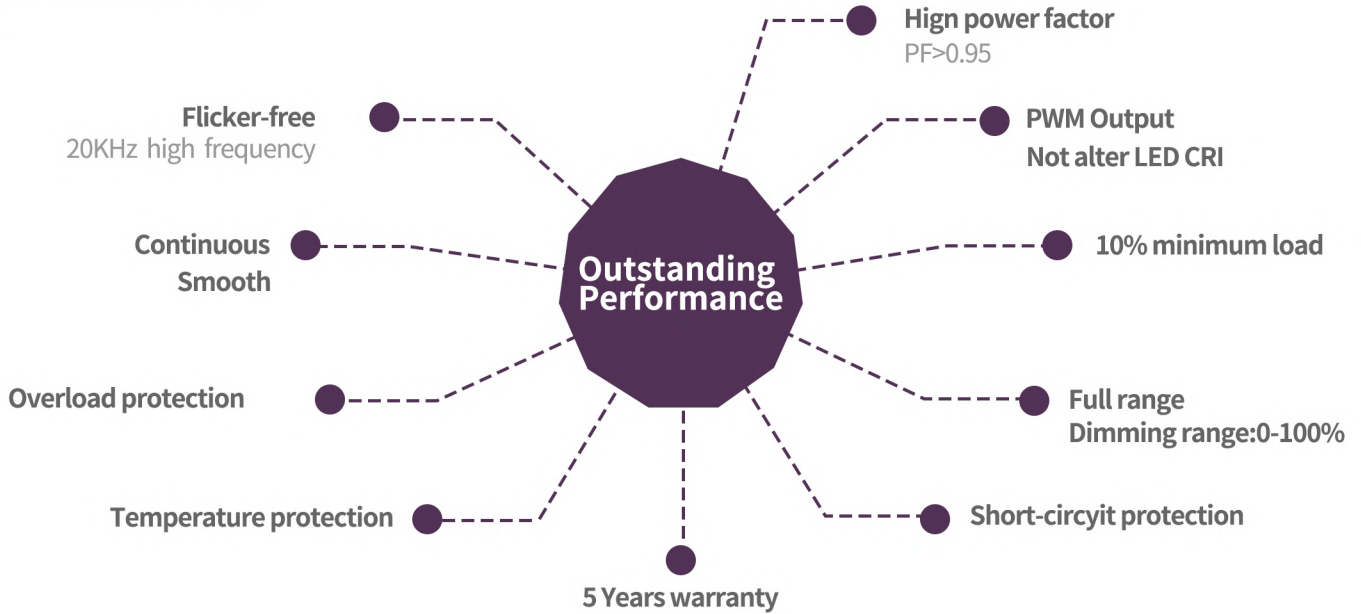 Hign power factor
PF>0.95
Flicker-free
20KHz high frequency
PWM Output
Not alter LED CRI
Continuous
Smooth
10% minimum load
Outstanding
Performance
Overload protection
Full range
Dimming range:0-100%
Temperature protection
Short-circyit protection
5 Years warranty